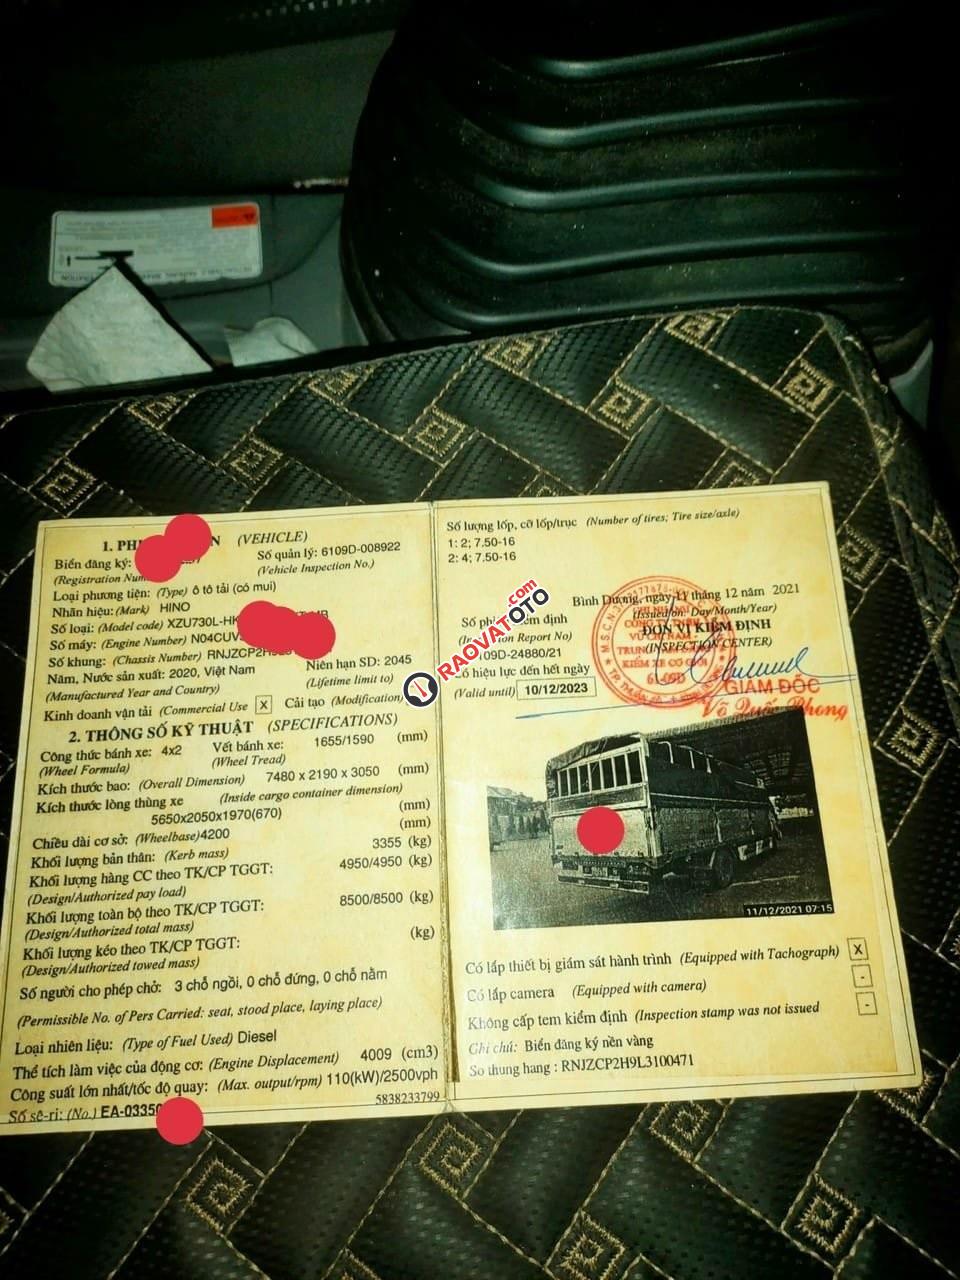 (VEHICLE)
Biển đăng ký:
Số quản lý: 6109D-008922
(Vehicle Inspection No.)
Loại phương tiện: (Type) ô tô tải (có mui)
Nhãn hiệu: (Mark) HINO
Số loại: (Model code) XZU730L-HK
Số máy: (Engine Number) N04CUV
Số khung: (Chassis Number) RNJZCP2H9L3
Năm, Nước sản xuất: 2020, Việt Nam
Niên hạn SD: 2045
(Manufactured Year and Country)
(Lifetime limit to)
Kinh doanh vận tải (Commercial Use X Cải tạo (Modification)
2. THÔNG SỐ KỸ THUẬT (SPECIFICATIONS)
Công thức bánh xe: 4x2 Vết bánh xe: 1655/1590 (mm)
(Wheel Formula) (Wheel Tread)
Kích thước bao: (Overall Dimension) 7480 x 2190 x 3050 (mm)
Kích thước lòng thùng xe (Inside cargo container dimension)
5650x2050x1970(670) (mm)
Chiều dài cơ sở: (Wheelbase)4200 (mm)
Khối lượng bản thân: (Kerb mass) 3355 (kg)
Khối lượng hàng CC theo TK/CP TGGT: 4950/4950 (kg)
(Design/Authorized pay load)
Khối lượng toàn bộ theo TK/CP TGGT: 8500/8500 (kg)
(Design/Authorized total mass)
Khối lượng kéo theo TK/CP TGGT: (kg)
(Design/Authorized towed mass)
Số người cho phép chở: 3 chỗ ngồi, 0 chỗ đứng, 0 chỗ nằm
(Permissible No. of Pers Carried: seat, stood place, laying place)
Loại nhiên liệu: (Type of Fuel Used) Diesel
Thể tích làm việc của động cơ: (Engine Displacement) 4009 (cm3)
Công suất lớn nhất/tốc độ quay: (Max. output/rpm) 110(kW)/2500vph
5838233799
Số sê-ri: (No.) EA-0335
Số lượng lốp, cỡ lốp/trục (Number of tires; Tire size/axle)
1: 2; 7.50-16
2: 4; 7.50-16
Bình Dương, ngày 11 tháng 12 năm 2021
(Issued on: Day/Month/Year)
ĐƠN VỊ KIỂM ĐỊNH
(INSPECTION CENTER)
Report No)
109D-24880/21
hiệu lực đến hết ngày
(Valid until) 10/12/2023
KIỂM XE CƠ GIỚI
61-09D
GIÁM ĐỐC
Võ Quốc Phong
RAOVATOTO
.com
11/12/2021 07:15
Có lắp thiết bị giám sát hành trình (Equipped with Tachograph) X
Có lắp camera (Equipped with camera) -
Không cấp tem kiểm định (Inspection stamp was not issued -
Ghi chú: Biển đăng ký nền vàng
So thung hang : RNJZCP2H9L3100471